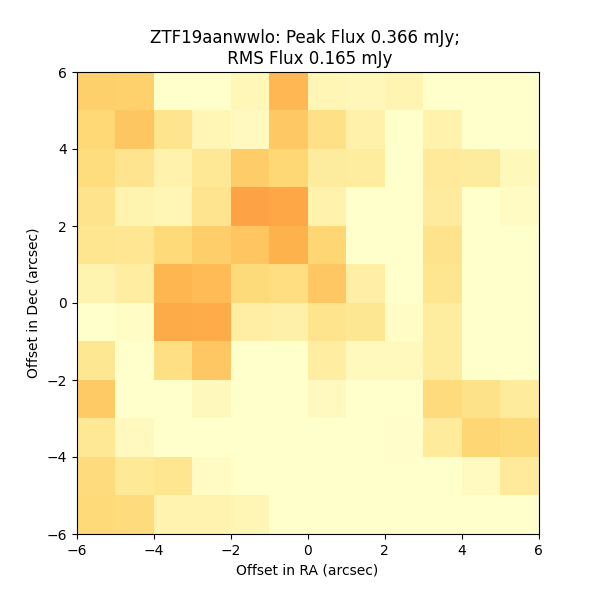 ZTF19aanwwlo: Peak Flux 0.366 mJy;
RMS Flux 0.165 mJy
6
4
2
0
−2
−4
−6
Offset in Dec (arcsec)
−6 −4 −2 0 2 4 6
Offset in RA (arcsec)